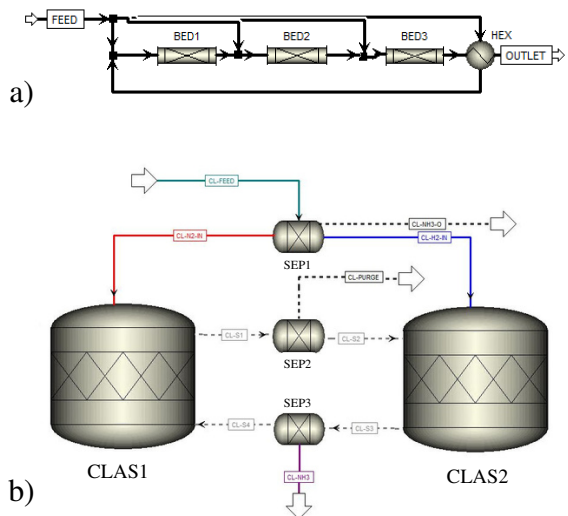 FEED
BED1 BED2 BED3 HEX
OUTLET
a)
CL-FEED
CL-NH3-O
CL-N2-IN CL-H2-IN
SEP1
CL-PURGE
CL-S1 CL-S2
SEP2
CL-S4 SEP3 CL-S3
CLAS1 CLAS2
CL-NH3
b)